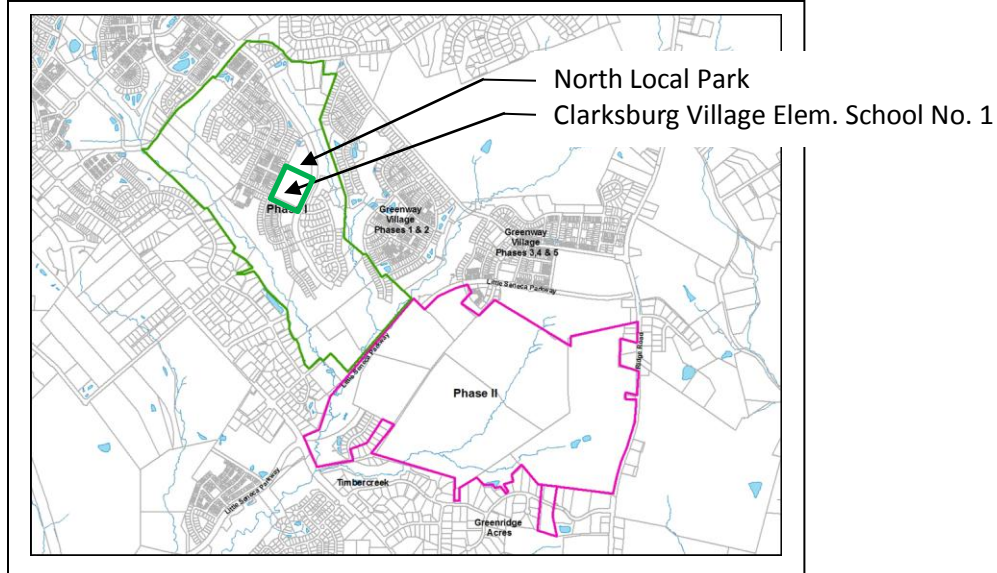 North Local Park
Clarksburg Village Elem. School No. 1
Phase I
Greenway
Village
Phases 1 & 2
Greenway
Village
Phases 3,4 & 5
Little Seneca Parkway
Little Seneca Parkway
Ridge Road
Phase II
Timbercreek
Little Seneca Parkway
Greenridge
Acres